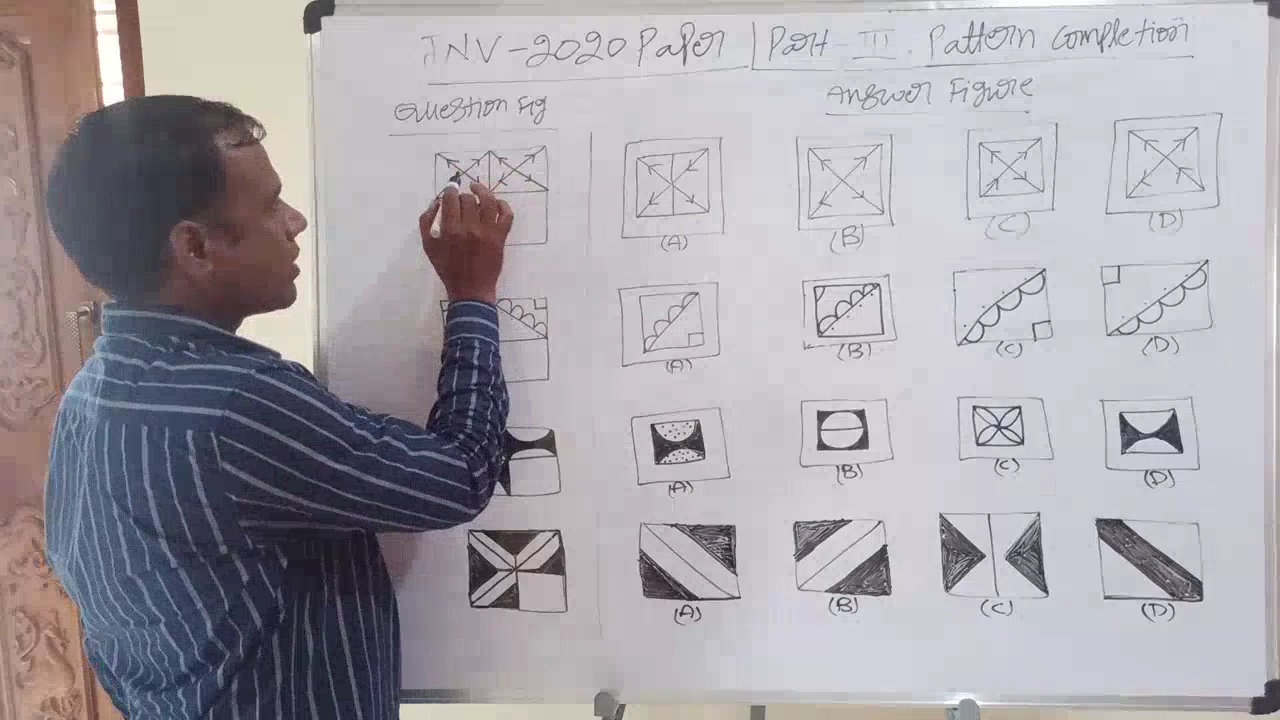 JNV-2020 Paper | Part-III. Pattern Completion
Question Fig
Answer Figure
(A) (B) (C) (D)
(A) (B) (C) (D)
(A) (B) (C) (D)
(A) (B) (C) (D)